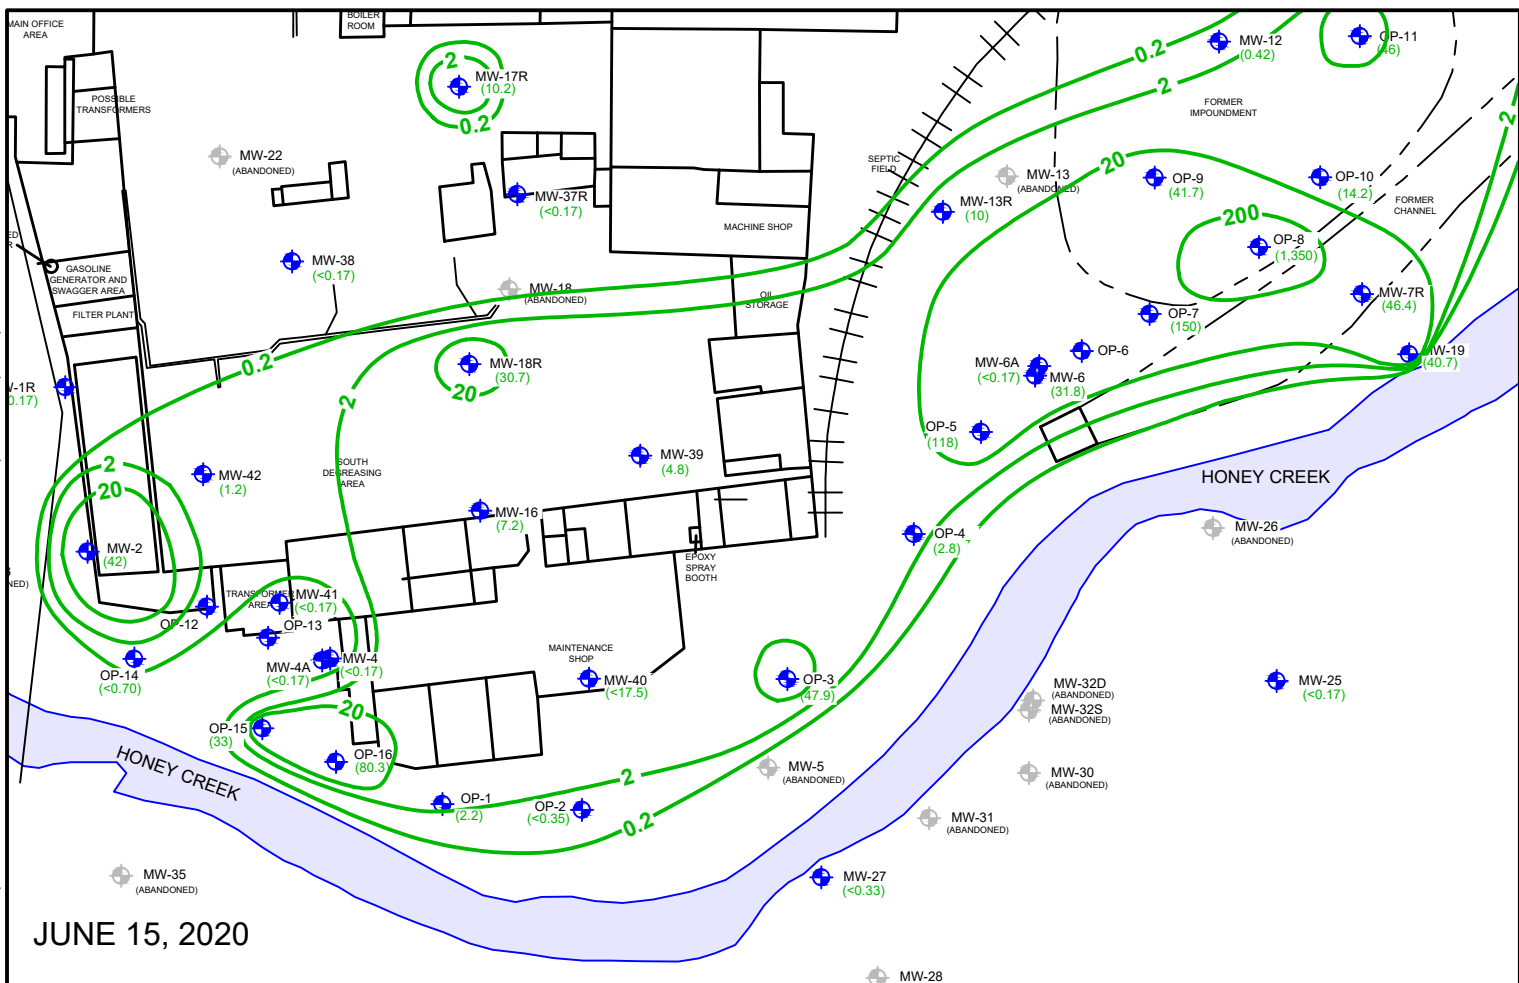 MAIN OFFICE
AREA
BOILER
ROOM
POSSIBLE
TRANSFORMERS
2
MW-17R
(10.2)
0.2
MW-22
(ABANDONED)
MW-37R
(<0.17)
MW-38
(<0.17)
MW-18
(ABANDONED)
GASOLINE
GENERATOR AND
SWAGGER AREA
FILTER PLANT
MACHINE SHOP
OIL
STORAGE
SEPTIC
FIELD
0.2
2
MW-12
(0.42)
OP-11
(46)
FORMER
IMPOUNDMENT
2
20
MW-13
(ABANDONED)
MW-13R
(10)
OP-9
(41.7)
OP-10
(14.2)
FORMER
CHANNEL
200
OP-8
(1,350)
MW-7R
(46.4)
OP-7
(150)
OP-6
MW-6A
(<0.17)
MW-6
(31.8)
MW-19
(40.7)
OP-5
(118)
0.2
2
MW-18R
(30.7)
20
MW-39
(4.8)
SOUTH
DEGREASING
AREA
MW-16
(7.2)
2
20
MW-42
(1.2)
MW-2
(42)
HONEY CREEK
OP-4
(2.8)
MW-26
(ABANDONED)
EPOXY
SPRAY
BOOTH
TRANSFORMER
AREA
MW-41
(<0.17)
OP-12
OP-13
MW-4A
(<0.17)
MW-4
(<0.17)
OP-14
(<0.70)
MAINTENANCE
SHOP
MW-40
(<17.5)
OP-3
(47.9)
MW-32D
(ABANDONED)
MW-32S
(ABANDONED)
MW-25
(<0.17)
20
OP-15
(33)
OP-16
(80.3)
HONEY CREEK
OP-1
(2.2)
OP-2
(<0.35)
2
0.2
MW-5
(ABANDONED)
MW-30
(ABANDONED)
MW-31
(ABANDONED)
MW-35
(ABANDONED)
MW-27
(<0.33)
JUNE 15, 2020
MW-28